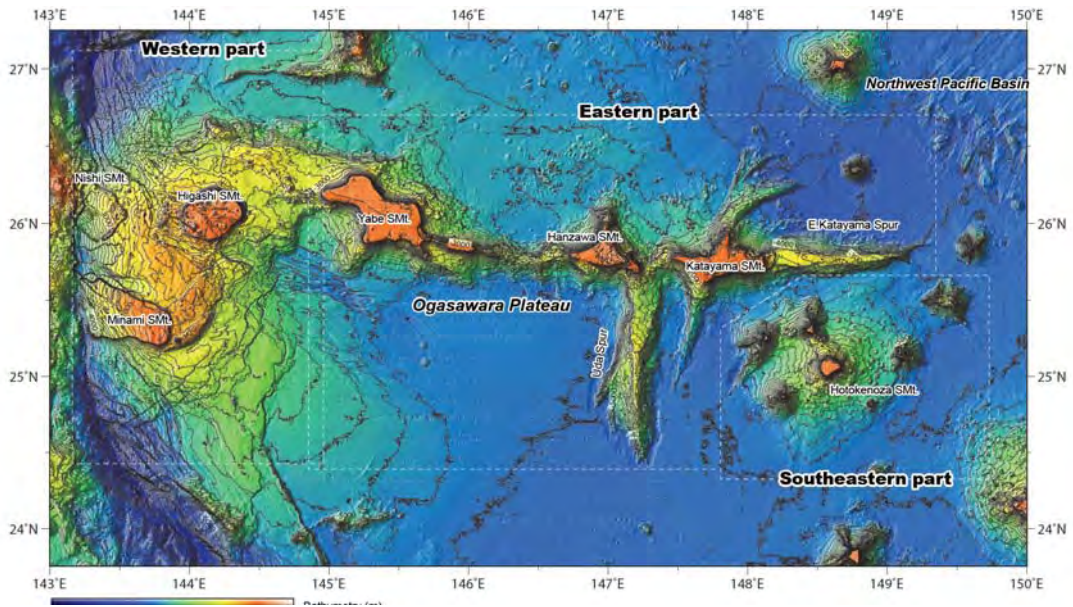 143°E 144°E 145°E 146°E 147°E 148°E 149°E 150°E
Western part
27°N 27°N
Northwest Pacific Basin
Eastern part
Nishi SMt.
Higashi SMt.
26°N 26°N
Yabe SMt.
E Katayama Spur
Hanzawa SMt.
-4000
Katayama SMt.
Ogasawara Plateau
Minami SMt.
Uda Spur
25°N 25°N
Hotokenoza SMt.
Southeastern part
24°N 24°N
143°E 144°E 145°E 146°E 147°E 148°E 149°E 150°E
Bathymetry (m)